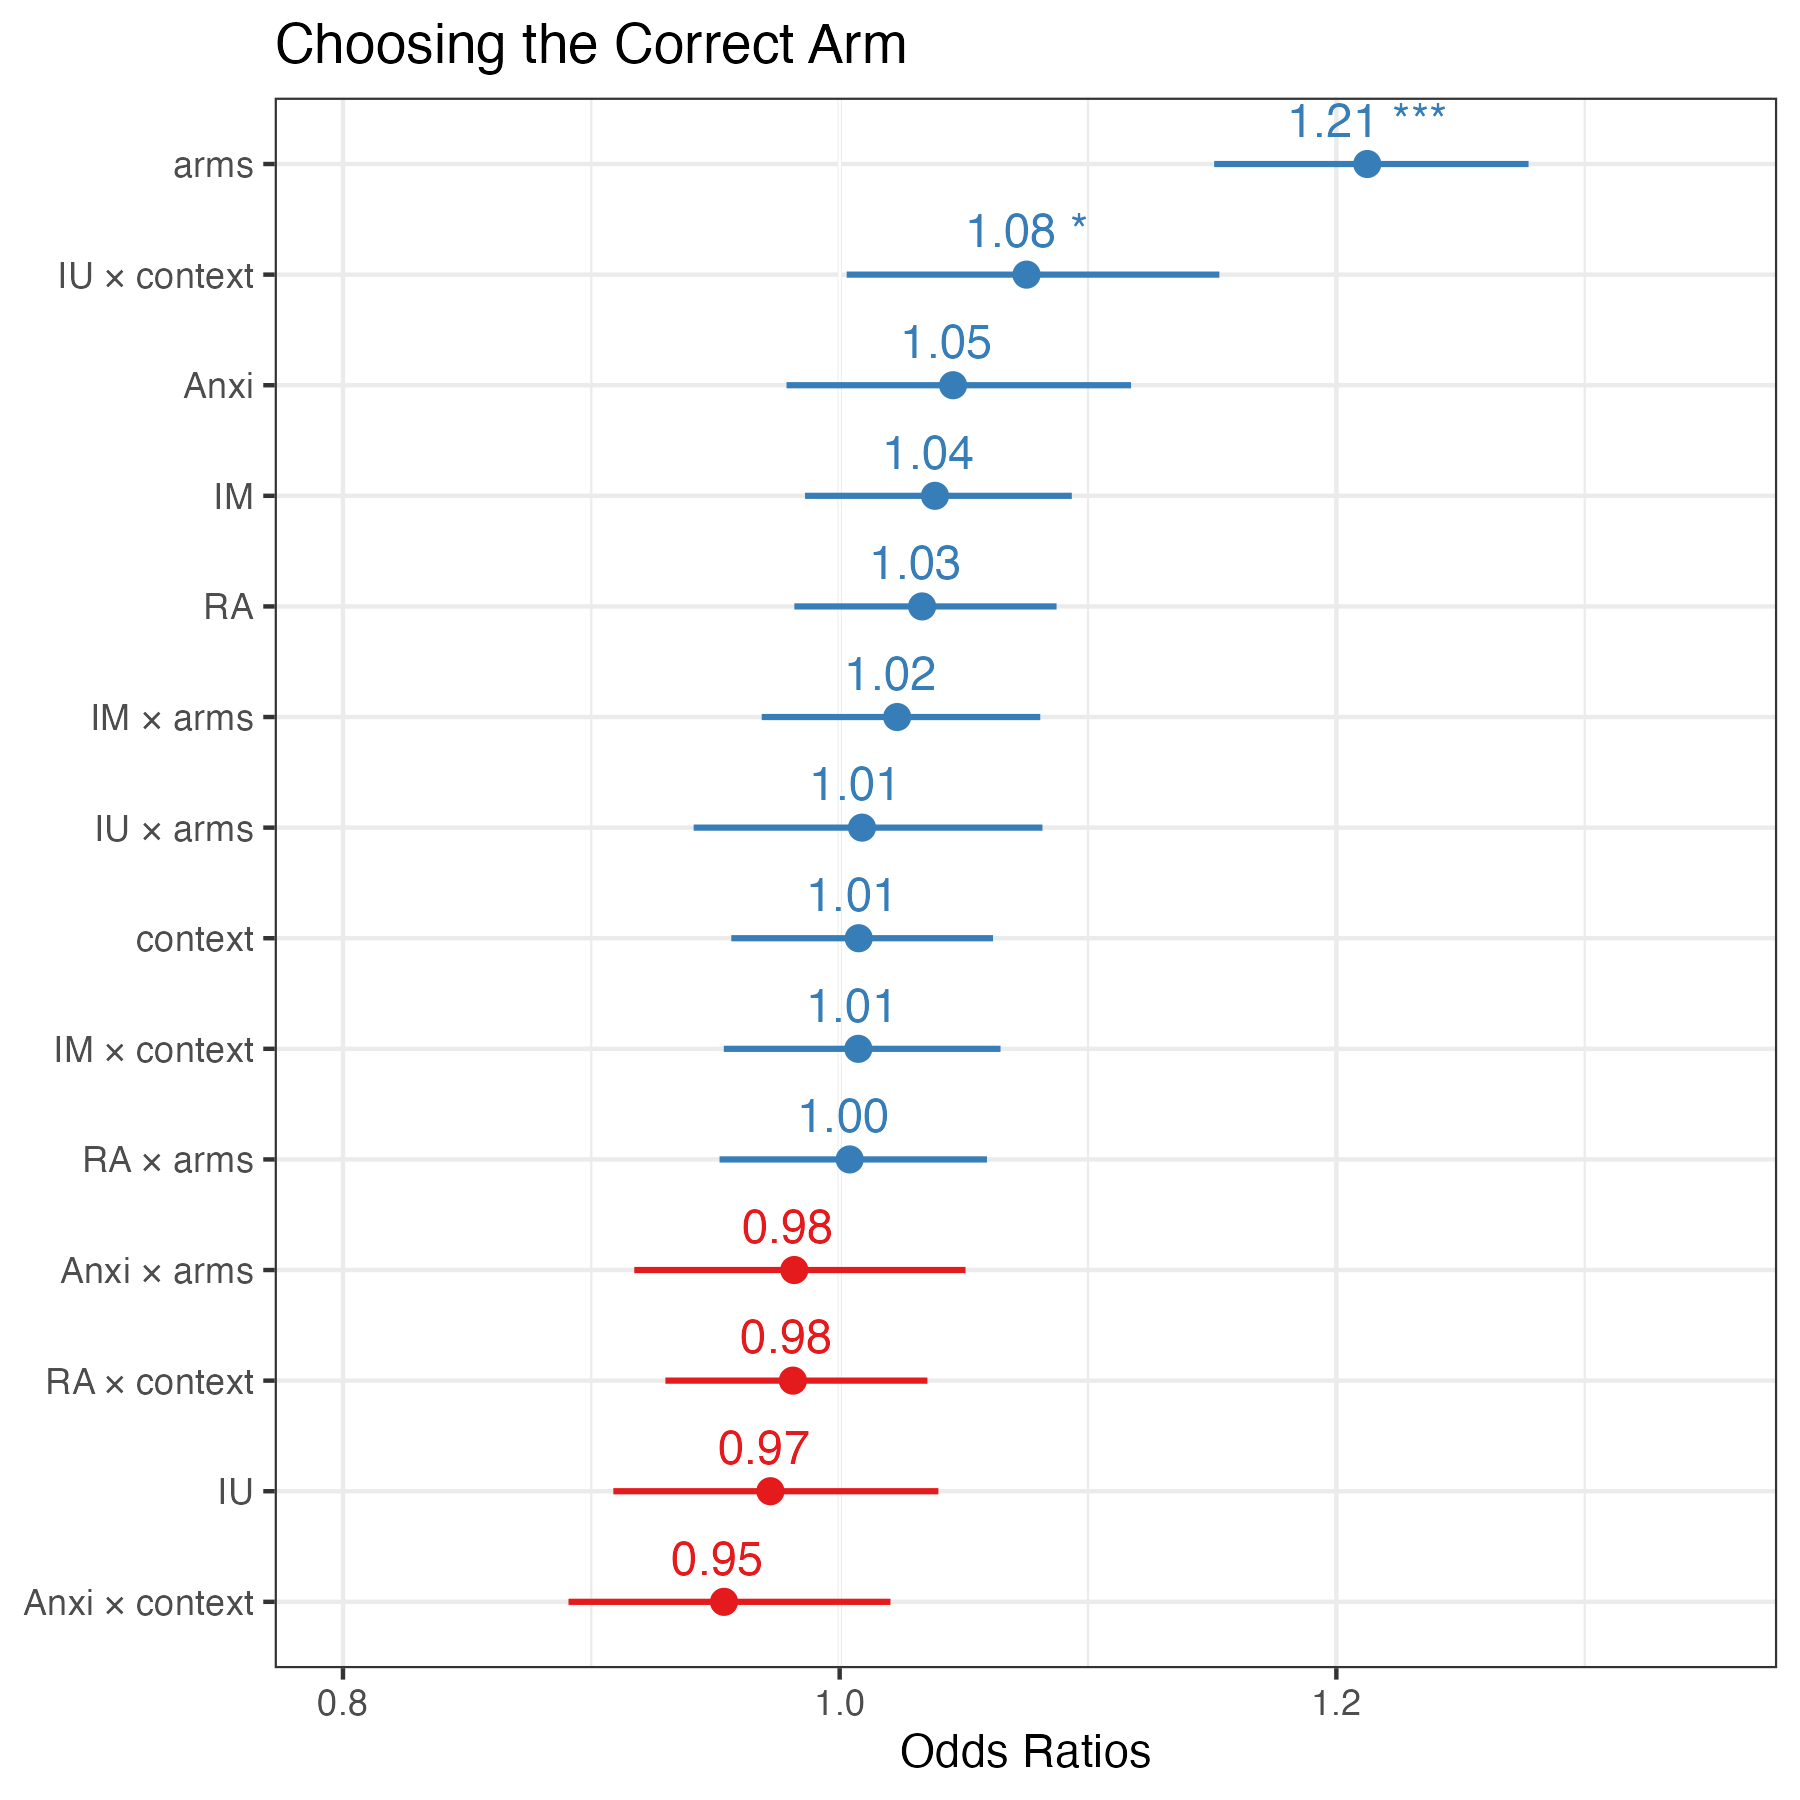 Choosing the Correct Arm
arms
1.21 ***
IU × context
1.08 *
Anxi
1.05
IM
1.04
RA
1.03
IM × arms
1.02
IU × arms
1.01
context
1.01
IM × context
1.01
RA × arms
1.00
Anxi × arms
0.98
RA × context
0.98
IU
0.97
Anxi × context
0.95
0.8 1.0 1.2
Odds Ratios